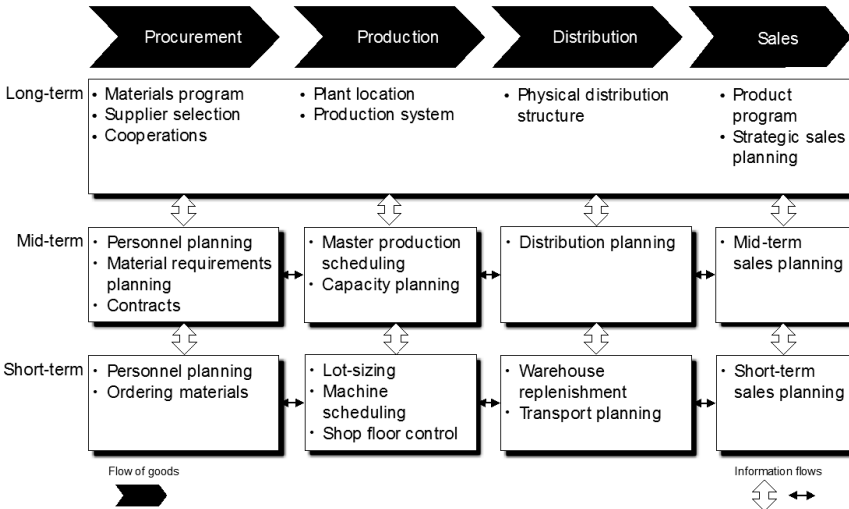 Procurement
Production
Distribution
Sales
Long-term
• Materials program
• Supplier selection
• Cooperations
• Plant location
• Production system
• Physical distribution
structure
• Product
program
• Strategic sales
planning
Mid-term
• Personnel planning
• Material requirements
planning
• Contracts
• Master production
scheduling
• Capacity planning
• Distribution planning
• Mid-term
sales planning
Short-term
• Personnel planning
• Ordering materials
• Lot-sizing
• Machine
scheduling
• Shop floor control
• Warehouse
replenishment
• Transport planning
• Short-term
sales planning
Flow of goods
Information flows